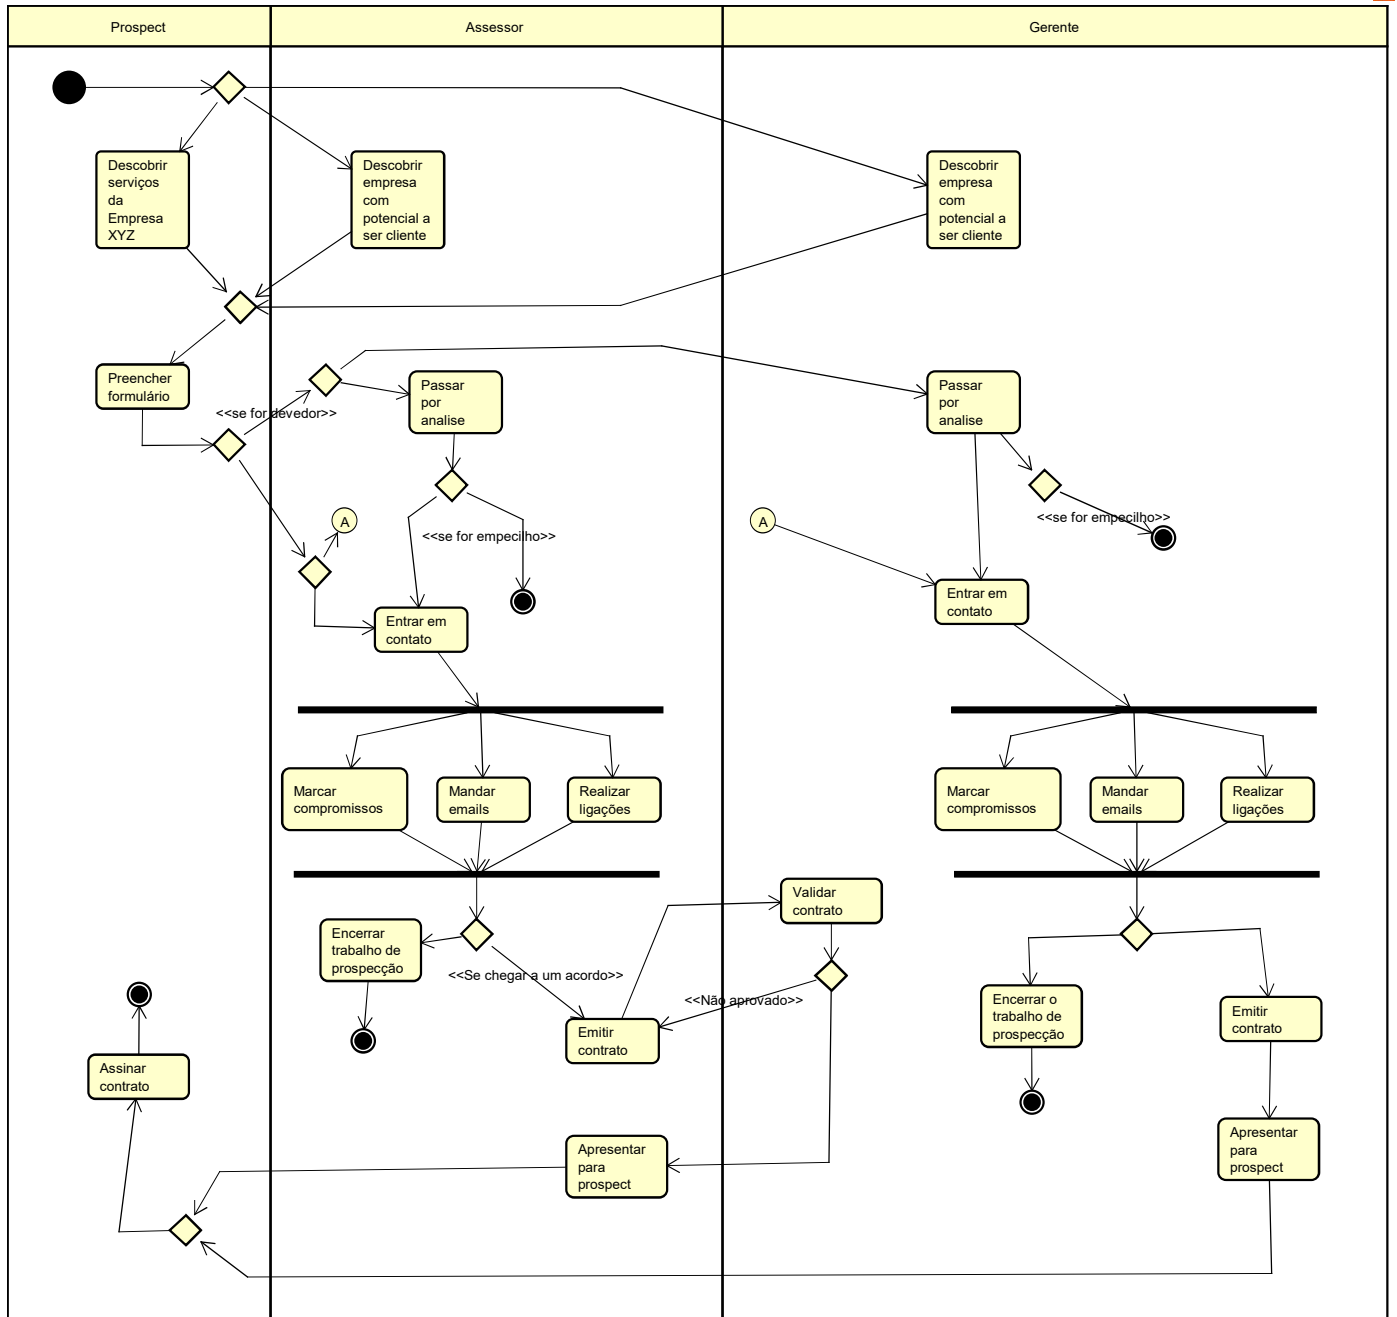 Prospect
Assessor
Gerente
Descobrir
serviços
da
Empresa
XYZ
Descobrir
empresa
com
potencial a
ser cliente
Descobrir
empresa
com
potencial a
ser cliente
Preencher
formulário
<<se for devedor>>
Passar
por
analise
Passar
por
analise
A
<<se for empecilho>>
A
<<se for empecilho>>
Entrar em
contato
Entrar em
contato
Marcar
compromissos
Mandar
emails
Realizar
ligações
Marcar
compromissos
Mandar
emails
Realizar
ligações
Validar
contrato
Encerrar
trabalho de
prospecção
<<Se chegar a um acordo>>
<<Não aprovado>>
Emitir
contrato
Encerrar o
trabalho de
prospecção
Emitir
contrato
Assinar
contrato
Apresentar
para
prospect
Apresentar
para
prospect